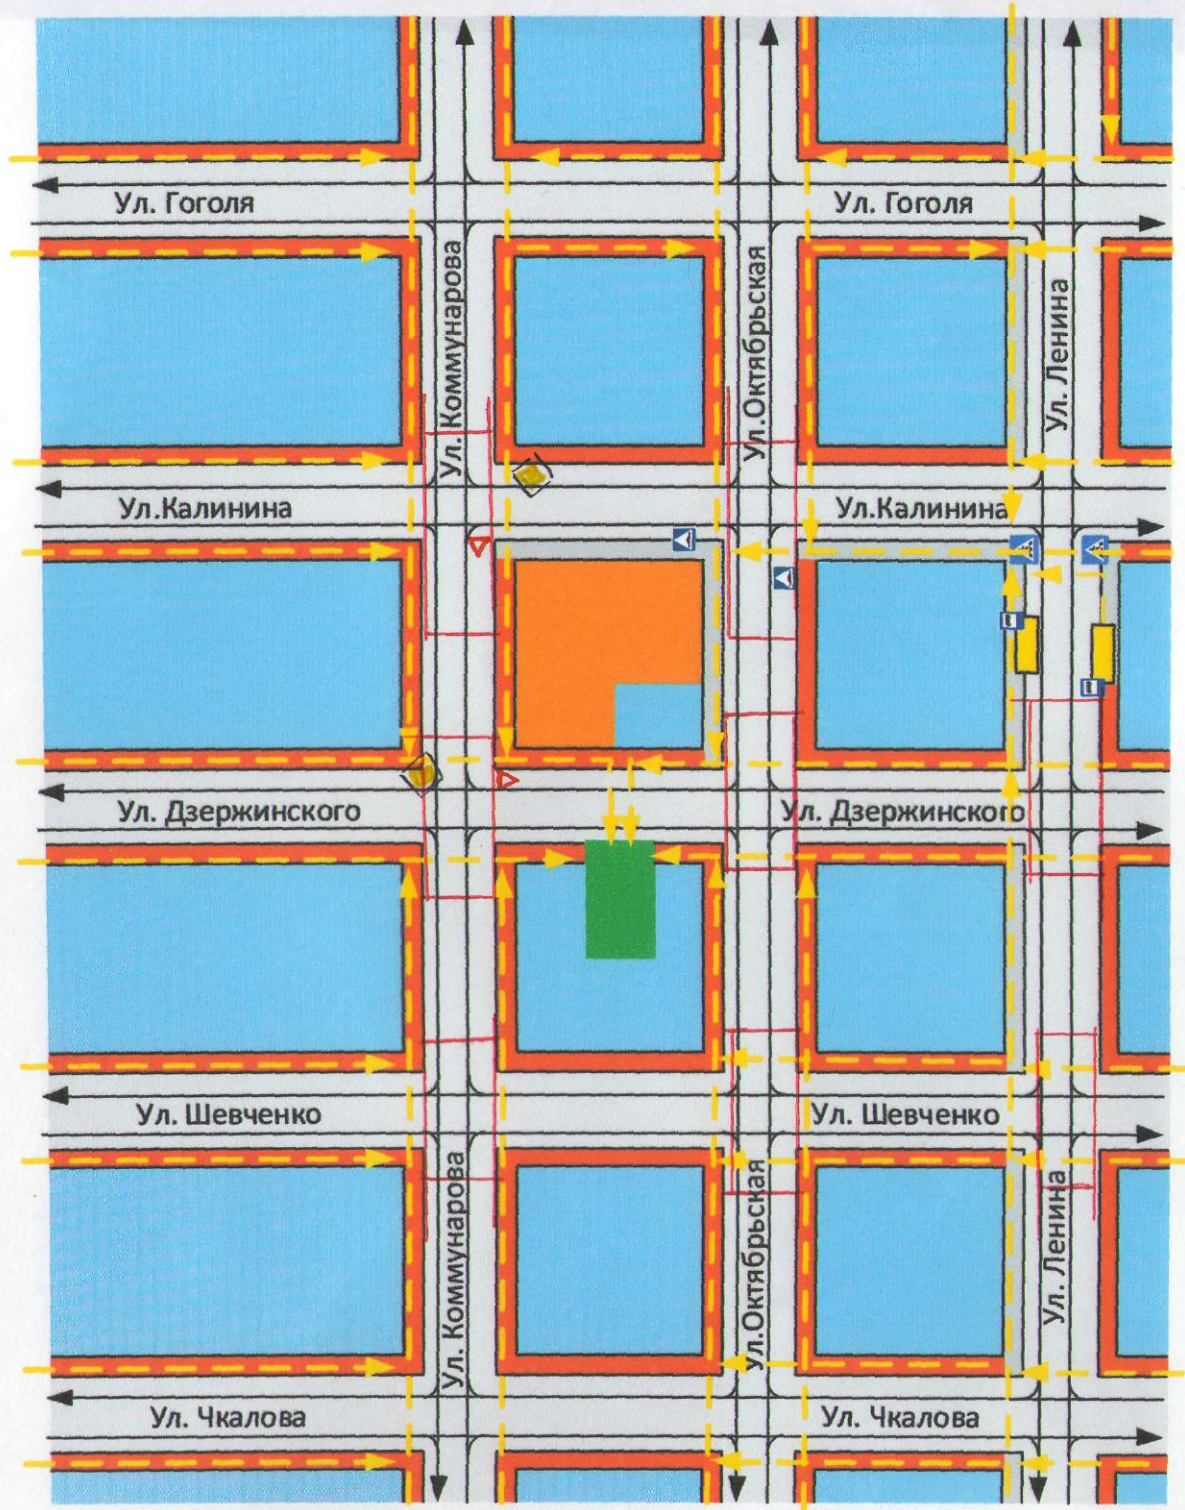 Ул. Гоголя
Ул. Гоголя
Ул. Коммунарова
Ул.Октябрьская
Ул. Ленина
Ул.Калинина
Ул.Калинина
Ул. Дзержинского
Ул. Дзержинского
Ул. Шевченко
Ул. Шевченко
Ул. Коммунарова
Ул.Октябрьская
Ул. Ленина
Ул. Чкалова
Ул. Чкалова